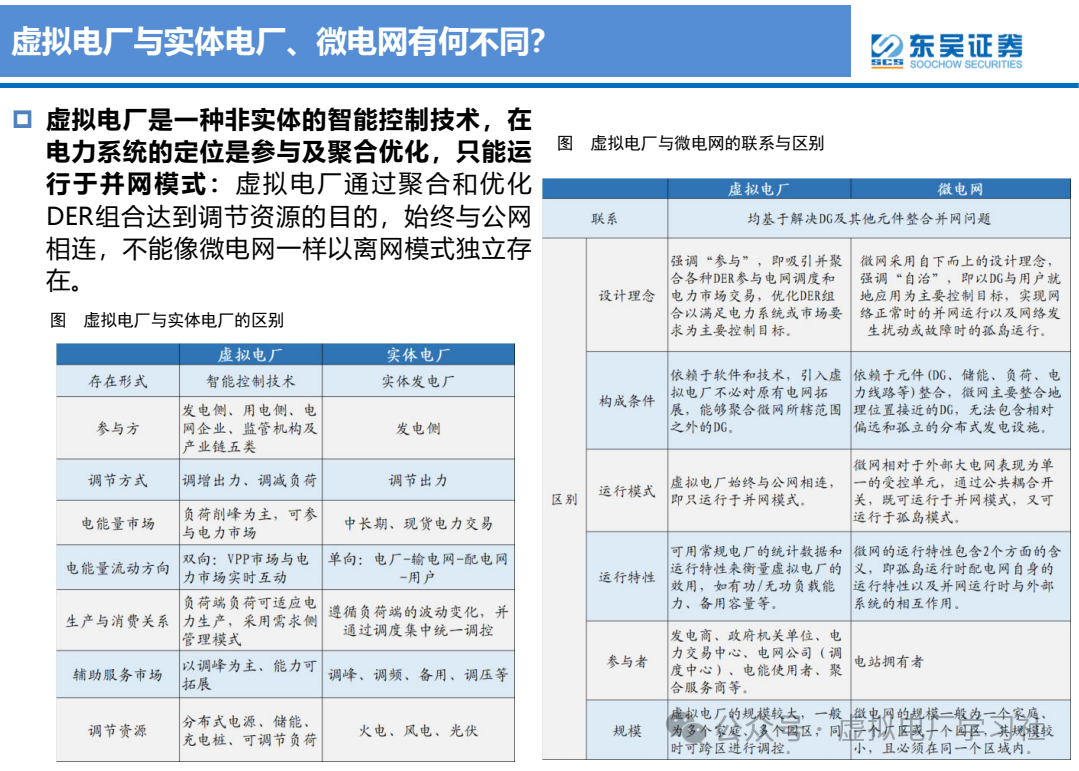 虚拟电厂与实体电厂、微电网有何不同？
SCS 东吴证券
SOOCHOW SECURITIES
虚拟电厂是一种非实体的智能控制技术，在
电力系统的定位是参与及聚合优化，只能运
行于并网模式：虚拟电厂通过聚合和优化
DER组合达到调节资源的目的，始终与公网
相连，不能像微电网一样以离网模式独立存
在。
图 虚拟电厂与实体电厂的区别
虚拟电厂 实体电厂
存在形式 智能控制技术 实体发电厂
参与方
发电侧、用电侧、电
网企业、监管机构及
产业链五类
发电侧
调节方式 调增出力、调减负荷 调节出力
电能量市场
负荷削峰为主，可参
与电力市场
中长期、现货电力交易
电能量流动方向
双向：VPP市场与电
力市场实时互动
单向：电厂-输电网-配电网
-用户
生产与消费关系
负荷端负荷可适应电
力生产，采用需求侧
管理模式
遵循负荷端的波动变化，并
通过调度集中统一调控
辅助服务市场
以调峰为主、能力可
拓展
调峰、调频、备用、调压等
调节资源
分布式电源、储能、
充电桩、可调节负荷
火电、风电、光伏
图 虚拟电厂与微电网的联系与区别
虚拟电厂 微电网
联系 均基于解决DG及其他元件整合并网问题
区别
设计理念
强调“参与”，即吸引并聚
合各种DER参与电网调度和
电力市场交易，优化DER组
合以满足电力系统或市场要
求为主要控制目标。
微网采用自下而上的设计理念，
强调“自治”，即以DG与用户就
地应用为主要控制目标，实现网
络正常时的并网运行以及网络发
生扰动或故障时的孤岛运行。
构成条件
依赖于软件和技术，引入虚
拟电厂不必对原有电网拓
展，能够聚合微网所辖范围
之外的DG。
依赖于元件(DG、储能、负荷、电
力线路等)整合，微网主要整合地
理位置接近的DG，无法包含相对
偏远和孤立的分布式发电设施。
运行模式
虚拟电厂始终与公网相连，
即只运行于并网模式。
微网相对于外部大电网表现为单
一的受控单元，通过公共耦合开
关，既可运行于并网模式，又可
运行于孤岛模式。
运行特性
可用常规电厂的统计数据和
运行特性来衡量虚拟电厂的
效用，如有功/无功负载能
力、备用容量等。
微网的运行特性包含2个方面的含
义，即孤岛运行时配电网自身的
运行特性以及并网运行时与外部
系统的相互作用。
参与者
发电商、政府机关单位、电
力交易中心、电网公司（调
度中心）、电能使用者、聚
合服务商等。
电站拥有者
规模
虚拟电厂的规模较大，一般
为多个家庭、多个园区，同
时可跨区进行调控。
微电网的规模一般为一个家庭、
一个小区或一个园区，其规模较
小，且必须在同一个区域内。
公众号 虚拟电厂学习社